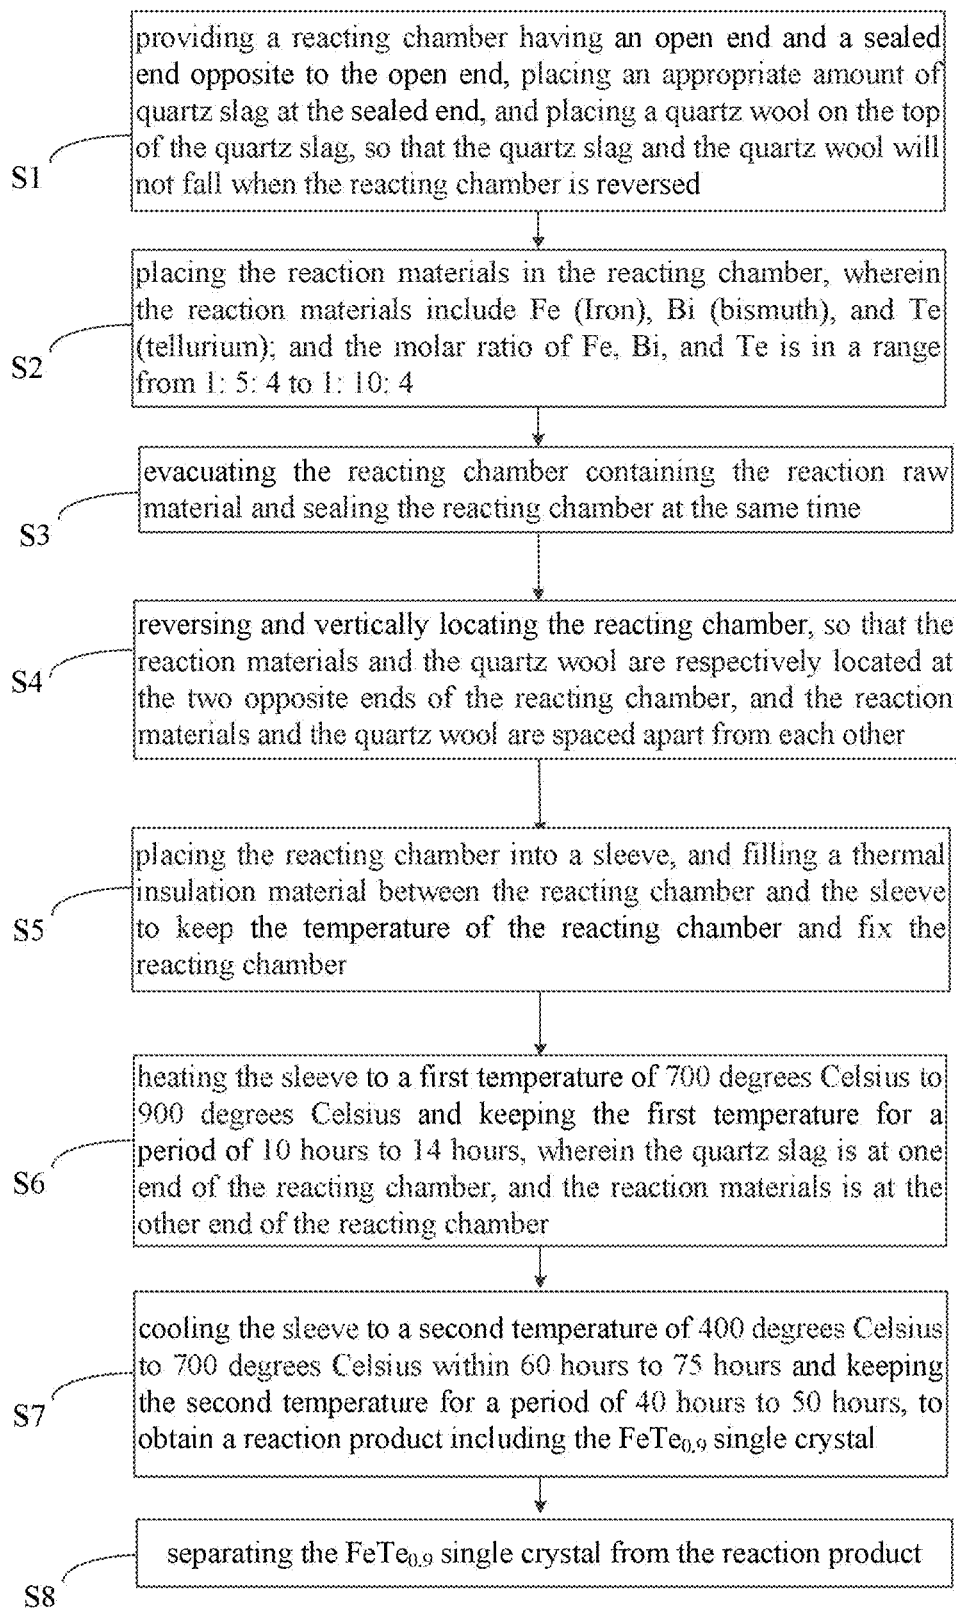 providing a reacting chamber having an open end and a sealed
end opposite to the open end, placing an appropriate amount of
quartz slag at the sealed end, and placing a quartz wool on the top
of the quartz slag, so that the quartz slag and the quartz wool will
not fall when the reacting chamber is reversed
S1
placing the reaction materials in the reacting chamber, wherein
the reaction materials include Fe (Iron), Bi (bismuth), and Te
(tellurium); and the molar ratio of Fe, Bi, and Te is in a range
from 1: 5: 4 to 1: 10: 4
S2
evacuating the reacting chamber containing the reaction raw
material and sealing the reacting chamber at the same time
S3
reversing and vertically locating the reacting chamber, so that the
reaction materials and the quartz wool are respectively located at
the two opposite ends of the reacting chamber, and the reaction
materials and the quartz wool are spaced apart from each other
S4
placing the reacting chamber into a sleeve, and filling a thermal
insulation material between the reacting chamber and the sleeve
to keep the temperature of the reacting chamber and fix the
reacting chamber
S5
heating the sleeve to a first temperature of 700 degrees Celsius to
900 degrees Celsius and keeping the first temperature for a
period of 10 hours to 14 hours, wherein the quartz slag is at one
end of the reacting chamber, and the reaction materials is at the
other end of the reacting chamber
S6
cooling the sleeve to a second temperature of 400 degrees Celsius
to 700 degrees Celsius within 60 hours to 75 hours and keeping
the second temperature for a period of 40 hours to 50 hours, to
obtain a reaction product including the FeTe0.9 single crystal
S7
separating the FeTe0.9 single crystal from the reaction product
S8